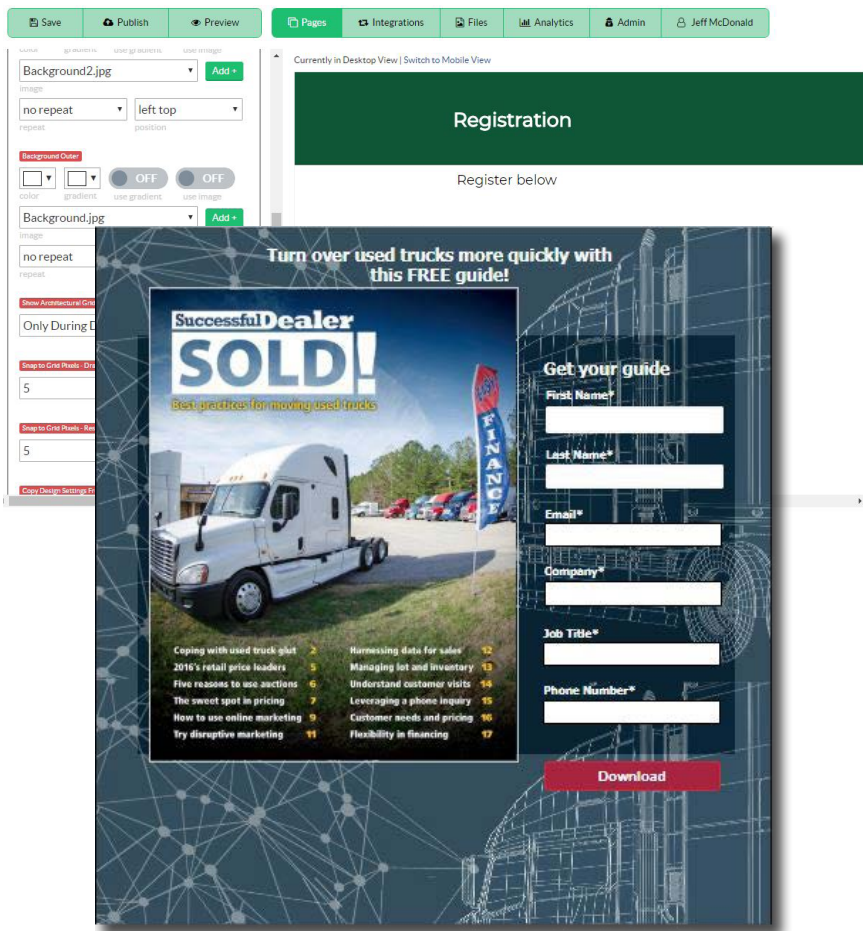 Save Publish Preview Pages Integrations Files Analytics Admin Jeff McDonald
color gradient use gradient use image
Background2.jpg Add +
image
no repeat left top
repeat position
Background Outer
OFF OFF
color gradient use gradient use image
Background.jpg Add +
image
no repeat
repeat
Show Architectural Grid
Only During D
Snap to Grid Pixels - Dra
5
Snap to Grid Pixels - Res
5
Copy Design Settings Fr
Currently in Desktop View | Switch to Mobile View
Registration
Register below
Turn over used trucks more quickly with
this FREE guide!
Successful Dealer
SOLD!
Best practices for moving used trucks
CASH
FINANCE
Coping with used truck glut 2
2016's retail price leaders 5
Five reasons to use auctions 6
The sweet spot in pricing 7
How to use online marketing 9
Try disruptive marketing 11
Harnessing data for sales 12
Managing lot and inventory 13
Understand customer visits 14
Leveraging a phone inquiry 15
Customer needs and pricing 16
Flexibility in financing 17
Get your guide
First Name*
Last Name*
Email*
Company*
Job Title*
Phone Number*
Download